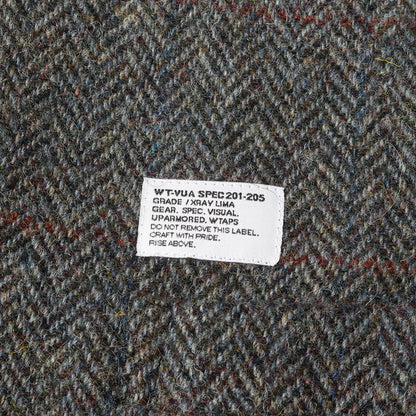 WT-VUA SPEC201-205
GRADE / XRAY LIMA
GEAR. SPEC. VISUAL.
UPARMORED. WTAPS
DO NOT REMOVE THIS LABEL.
CRAFT WITH PRIDE.
RISE ABOVE.